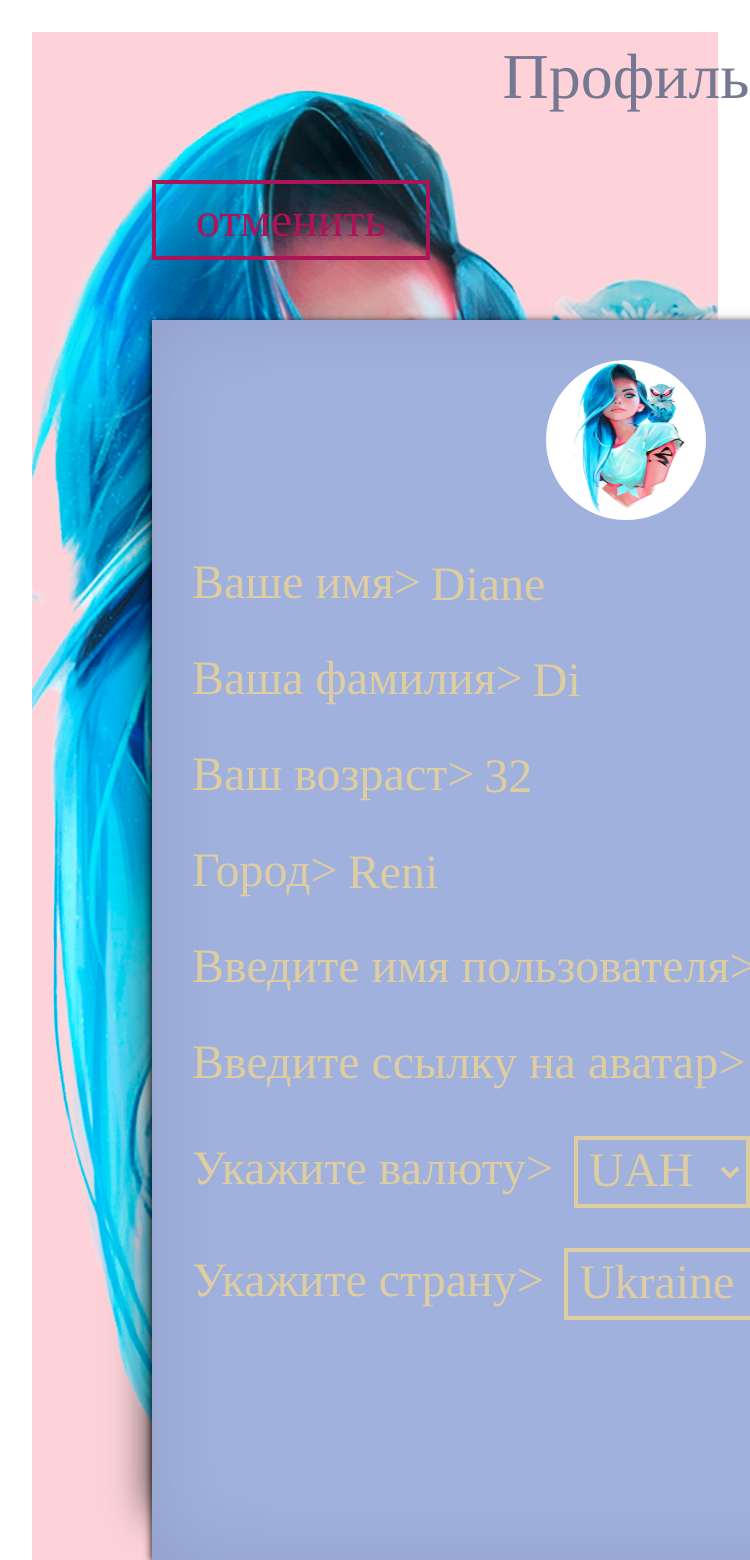 Профиль
отменить
Ваше имя> Diane
Ваша фамилия> Di
Ваш возраст> 32
Город> Reni
Введите имя пользователя>
Введите ссылку на аватар>
Укажите валюту> UAH
Укажите страну> Ukraine